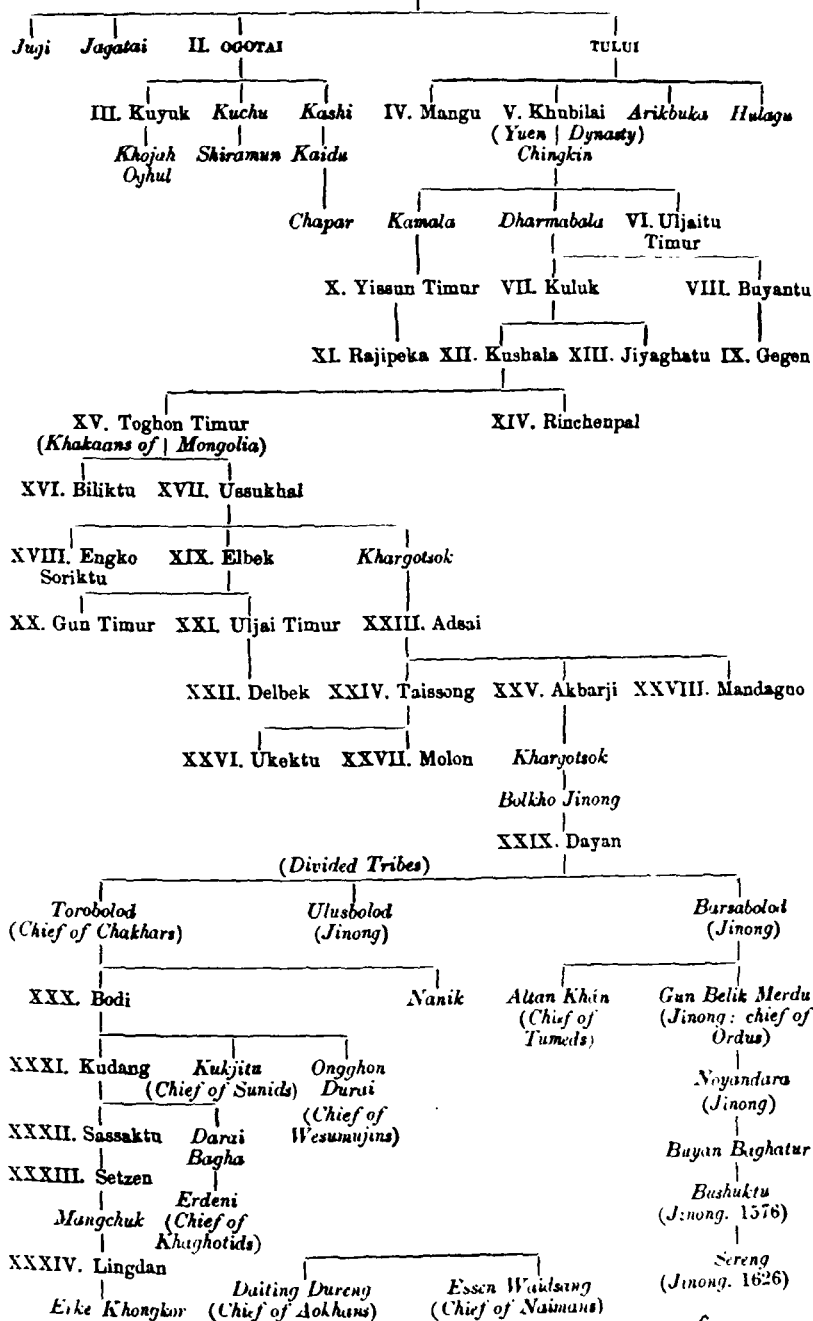 Jugi Jagatai II. OGOTAI TULUI
III. Kuyuk Kuchu Kashi IV. Mangu V. Khubilai Arikbuka Hulagu
(Yuen | Dynasty)
Khojah Oghul Shiramun Kaidu Chingkin
Chapar Kamala Dharmabala VI. Uljaitu Timur
X. Yissun Timur VII. Kuluk VIII. Buyantu
XI. Rajipeka XII. Kushala XIII. Jiyaghatu IX. Gegen
XV. Toghon Timur XIV. Rinchenpal
(Khakaans of | Mongolia)
XVI. Biliktu XVII. Ussukhal
XVIII. Engko Soriktu XIX. Elbek Khargotsok
XX. Gun Timur XXI. Uljai Timur XXIII. Adsai
XXII. Delbek XXIV. Taissong XXV. Akbarji XXVIII. Mandaguo
XXVI. Ukektu XXVII. Molon Khargotsok
Bolkho Jinong
XXIX. Dayan
(Divided Tribes)
Torobolod Ulusbolod Barsabolod
(Chief of Chakhars) (Jinong) (Jinong)
XXX. Bodi Nanik Altan Khán Gun Belik Merdu
(Chief of Tumeds) (Jinong: chief of Ordus)
XXXI. Kudang Kukjitu Ongghon Durai
(Chief of Sunids) (Chief of Wesumujins)
Noyandara
(Jinong)
XXXII. Sassaktu Darai Bagha
Buyan Baghatur
XXXIII. Setzen
Mangchuk Erdeni
(Chief of Khaghotids)
Bushuktu
(Jinong. 1576)
XXXIV. Lingdan
Sereng
(Jinong. 1626)
Erke Khongkor Daiting Dureng Essen Waidsang
(Chief of Aokhans) (Chief of Naimans)